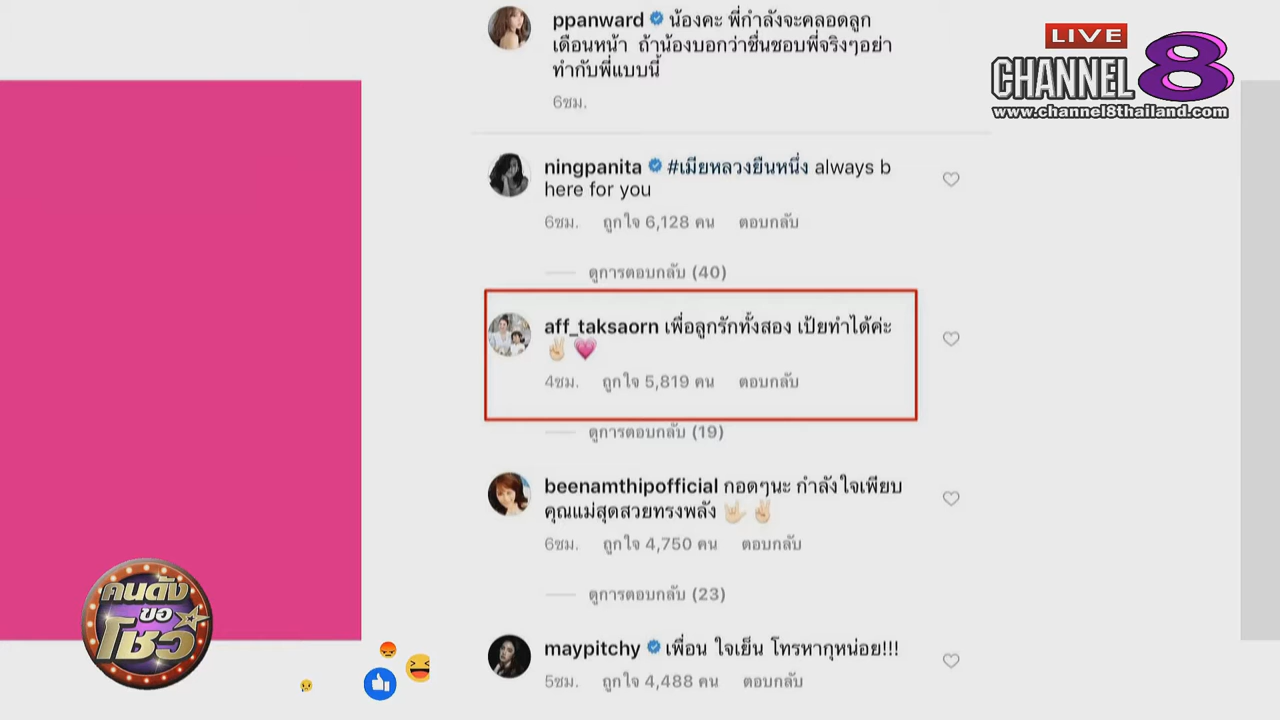 ppanward น้องคะ พี่กำลังจะคลอดลูก
เดือนหน้า ถ้าน้องบอกว่าชื่นชอบพี่จริงๆอย่า
ทำกับพี่แบบนี้
6ชม.
LIVE
CHANNEL 8
www.channel8thailand.com
ningpanita #เมียหลวงยืนหนึ่ง always b
here for you
6ชม. ถูกใจ 6,128 คน ตอบกลับ
ดูการตอบกลับ (40)
aff_taksaorn เพื่อลูกรักทั้งสอง เป้ยทำได้ค่ะ
✌🏻💗
4ชม. ถูกใจ 5,819 คน ตอบกลับ
ดูการตอบกลับ (19)
beenamthipofficial กอดๆนะ กำลังใจเพียบ
คุณแม่สุดสวยทรงพลัง 🤟🏻✌🏻
6ชม. ถูกใจ 4,750 คน ตอบกลับ
ดูการตอบกลับ (23)
maypitchy เพื่อน ใจเย็น โทรหากุหน่อย!!!
5ชม. ถูกใจ 4,488 คน ตอบกลับ
คนดัง
ขอ
โชว์